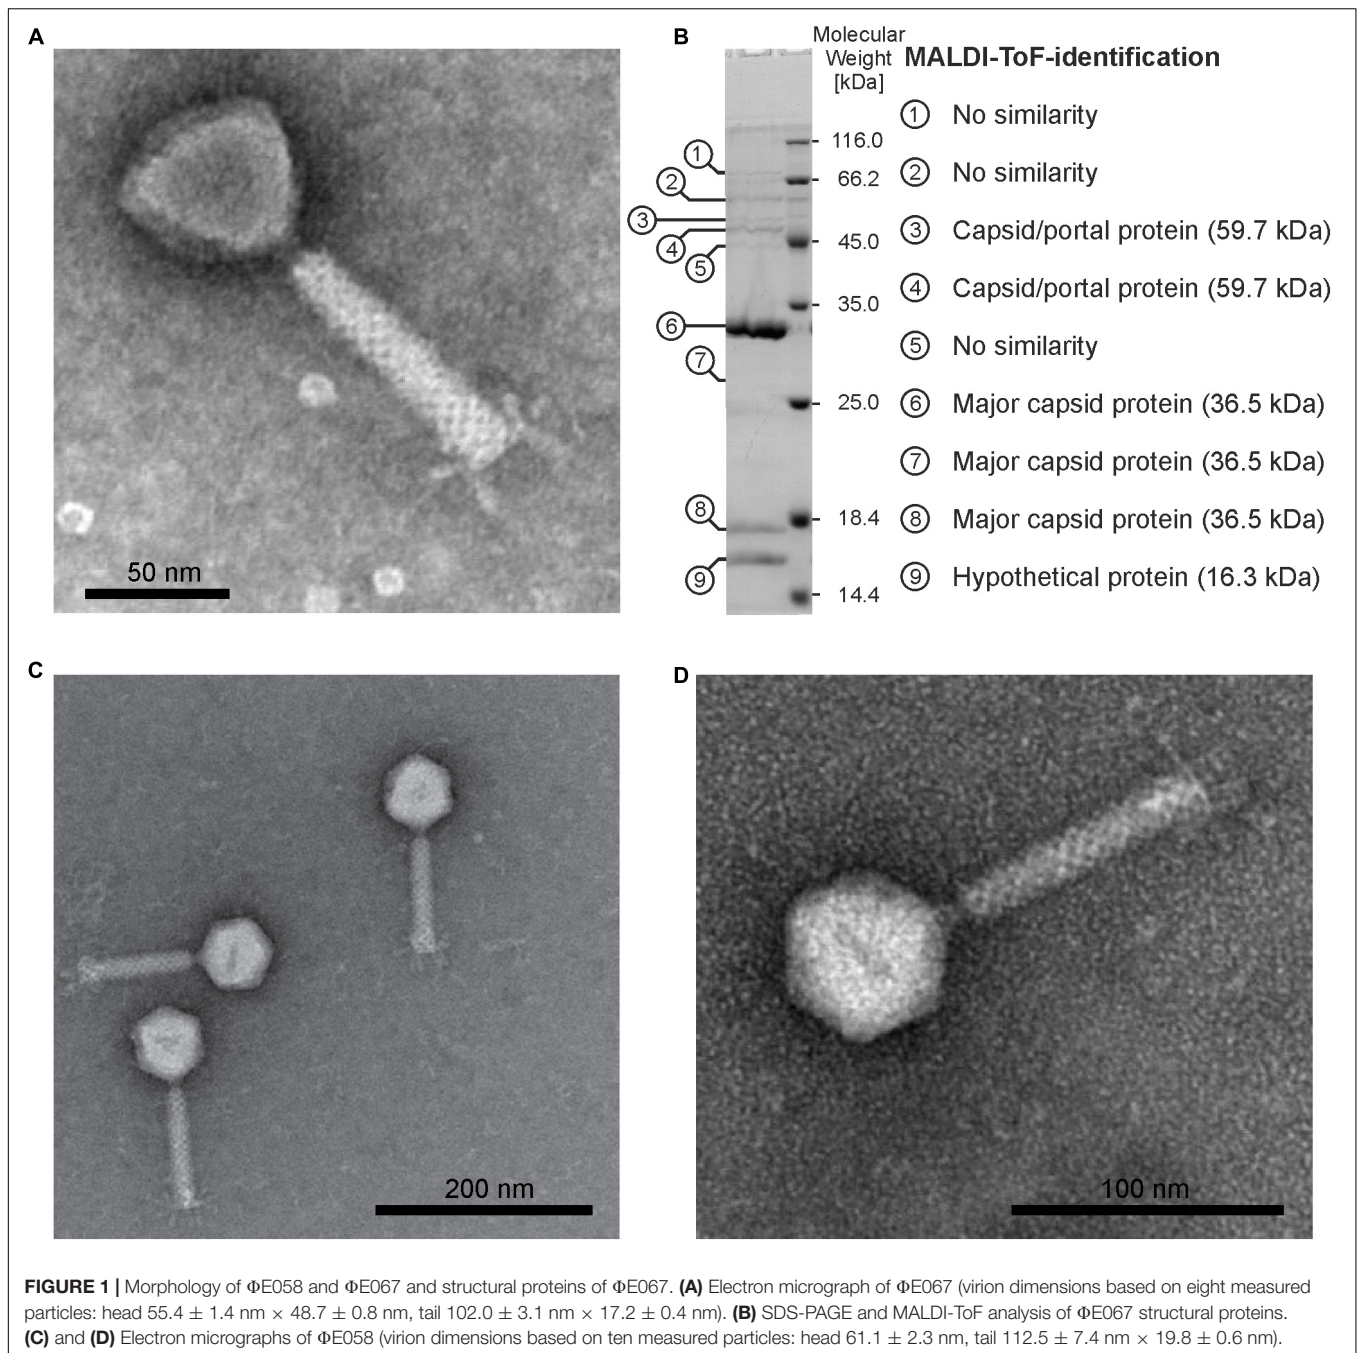 A
50 nm
B
Molecular
Weight
[kDa]
MALDI-ToF-identification
1
2
3
4
5
6
7
8
9
116.0
66.2
45.0
35.0
25.0
18.4
14.4
① No similarity
② No similarity
③ Capsid/portal protein (59.7 kDa)
④ Capsid/portal protein (59.7 kDa)
⑤ No similarity
⑥ Major capsid protein (36.5 kDa)
⑦ Major capsid protein (36.5 kDa)
⑧ Major capsid protein (36.5 kDa)
⑨ Hypothetical protein (16.3 kDa)
C
200 nm
D
100 nm
FIGURE 1 | Morphology of ΦE058 and ΦE067 and structural proteins of ΦE067. (A) Electron micrograph of ΦE067 (virion dimensions based on eight measured
particles: head 55.4 ± 1.4 nm × 48.7 ± 0.8 nm, tail 102.0 ± 3.1 nm × 17.2 ± 0.4 nm). (B) SDS-PAGE and MALDI-ToF analysis of ΦE067 structural proteins.
(C) and (D) Electron micrographs of ΦE058 (virion dimensions based on ten measured particles: head 61.1 ± 2.3 nm, tail 112.5 ± 7.4 nm × 19.8 ± 0.6 nm).